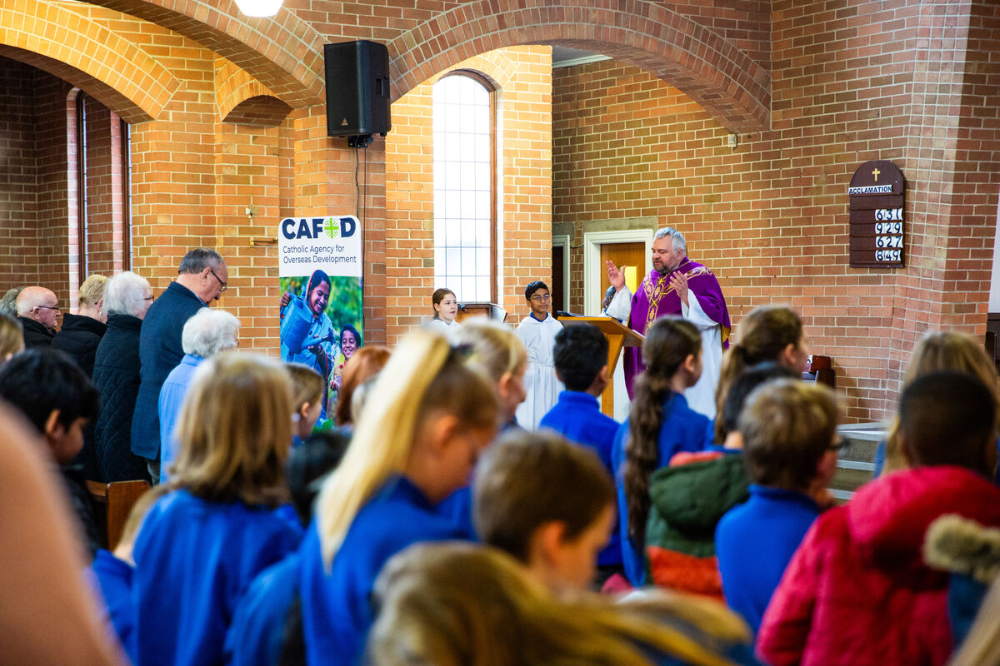 CAFOD
Catholic Agency for
Overseas Development
ACCLAMATION
631
929
627
849